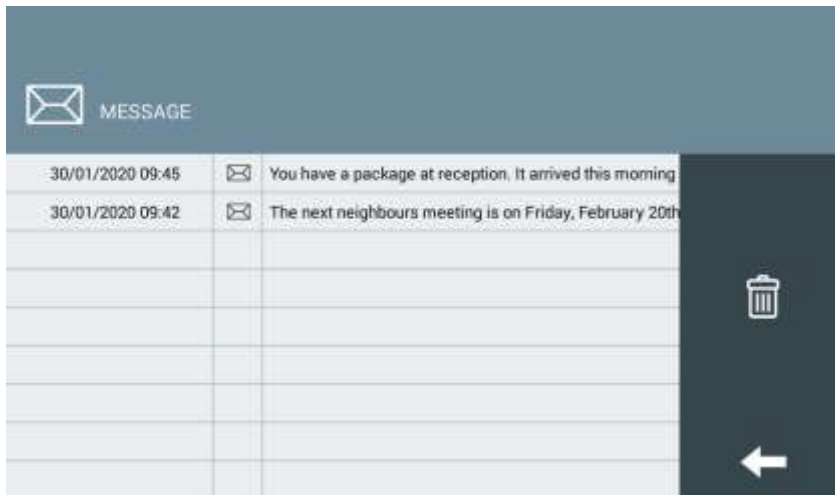 MESSAGE
30/01/2020 09:45 You have a package at reception. It arrived this morning
30/01/2020 09:42 The next neighbours meeting is on Friday, February 20th